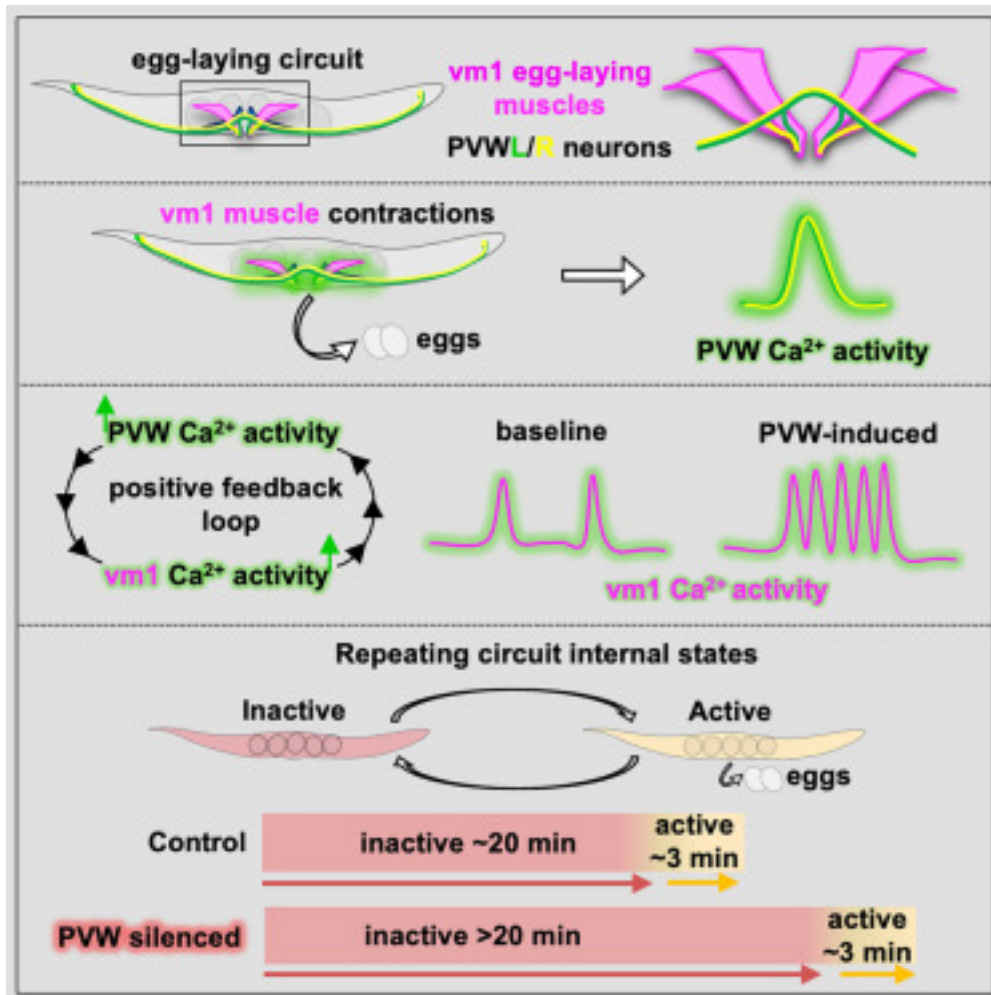 egg-laying circuit
vm1 egg-laying
muscles
PVWL/R neurons
vm1 muscle contractions
eggs
PVW Ca²⁺ activity
PVW Ca²⁺ activity
positive feedback
loop
vm1 Ca²⁺ activity
baseline
PVW-induced
vm1 Ca²⁺ activity
Repeating circuit internal states
Inactive
Active
eggs
Control
inactive ~20 min
active
~3 min
PVW silenced
inactive >20 min
active
~3 min